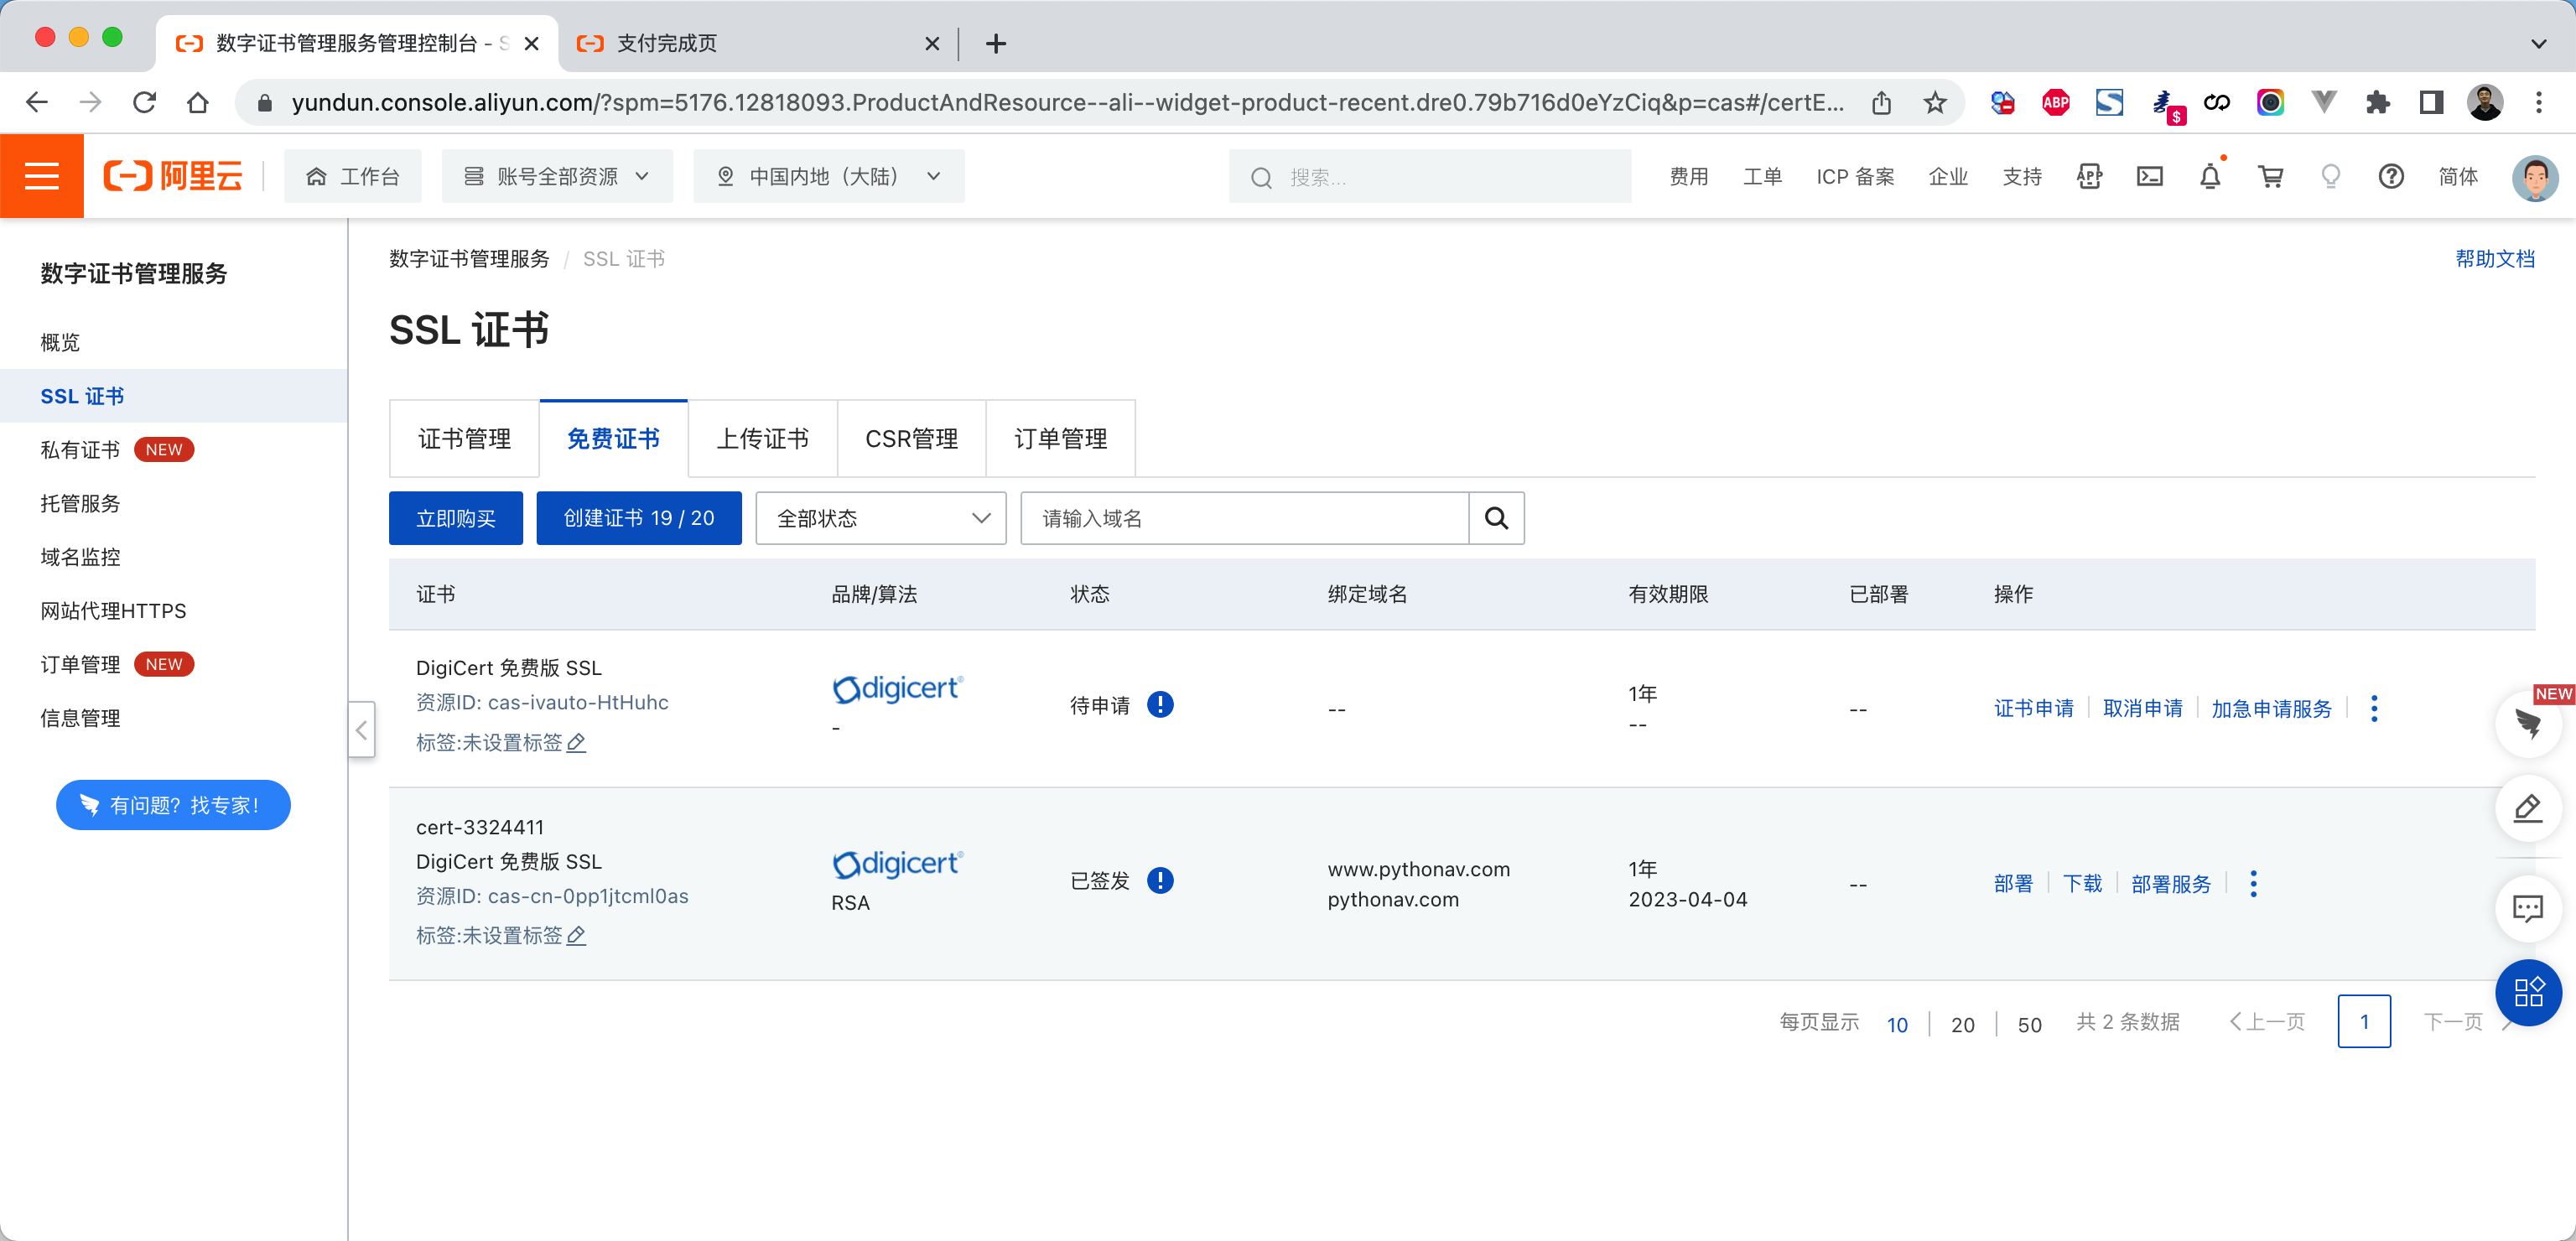 数字证书管理服务管理控制台 - S
支付完成页
yundun.console.aliyun.com/?spm=5176.12818093.ProductAndResource--ali--widget-product-recent.dre0.79b716d0eYzCiq&p=cas#/certE...
ABP
$
阿里云
工作台
账号全部资源
中国内地（大陆）
搜索...
费用
工单
ICP 备案
企业
支持
APP
简体
数字证书管理服务
概览
SSL 证书
私有证书 NEW
托管服务
域名监控
网站代理HTTPS
订单管理 NEW
信息管理
有问题? 找专家!
数字证书管理服务 / SSL 证书
帮助文档
SSL 证书
证书管理
免费证书
上传证书
CSR管理
订单管理
立即购买
创建证书 19 / 20
全部状态
请输入域名
证书 品牌/算法 状态 绑定域名 有效期限 已部署 操作
DigiCert 免费版 SSL
资源ID: cas-ivauto-HtHuhc
标签:未设置标签
digicert®
-
待申请
--
1年
--
--
证书申请
取消申请
加急申请服务
NEW
cert-3324411
DigiCert 免费版 SSL
资源ID: cas-cn-0pp1jtcml0as
标签:未设置标签
digicert®
RSA
已签发
www.pythonav.com
pythonav.com
1年
2023-04-04
--
部署
下载
部署服务
每页显示 10 20 50 共 2 条数据 上一页 1 下一页